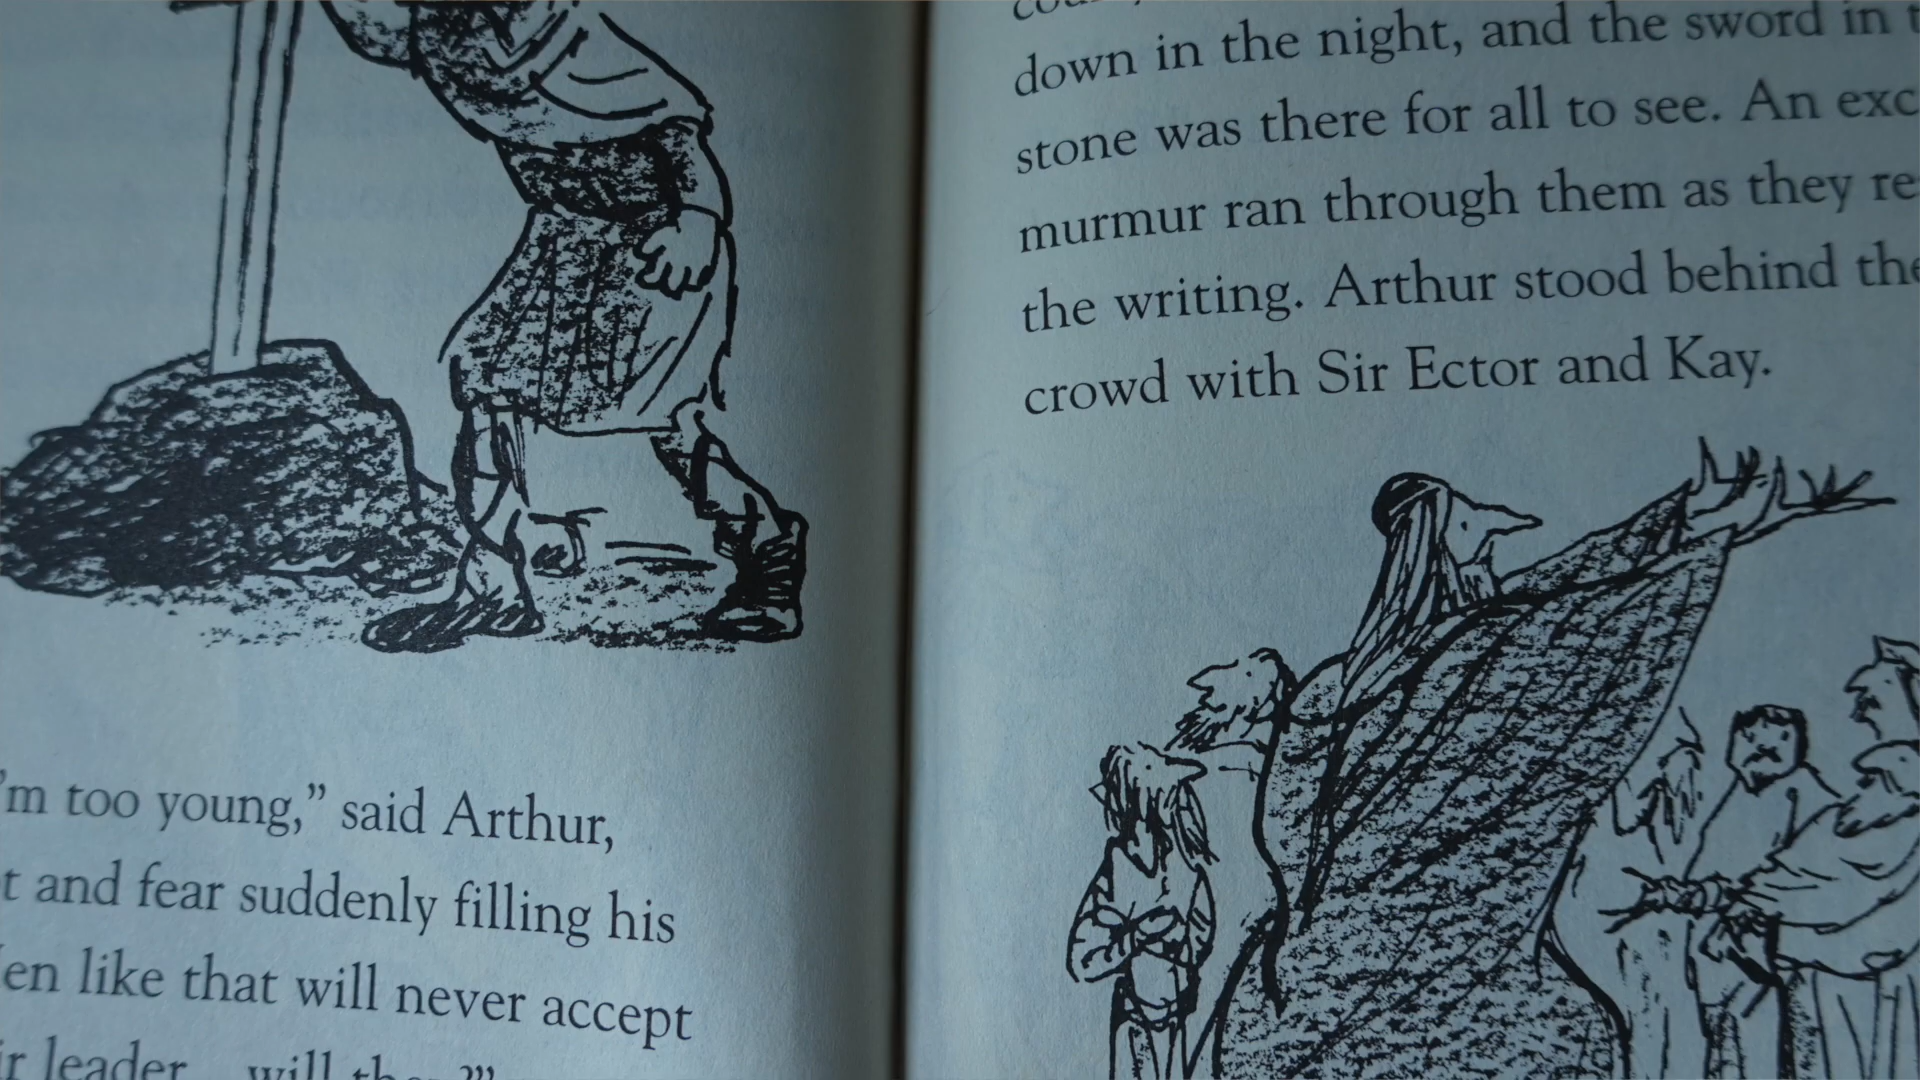 'm too young,” said Arthur,
t and fear suddenly filling his
en like that will never accept
r leader
down in the night, and the sword in t
stone was there for all to see. An exc
murmur ran through them as they re
the writing. Arthur stood behind the
crowd with Sir Ector and Kay.